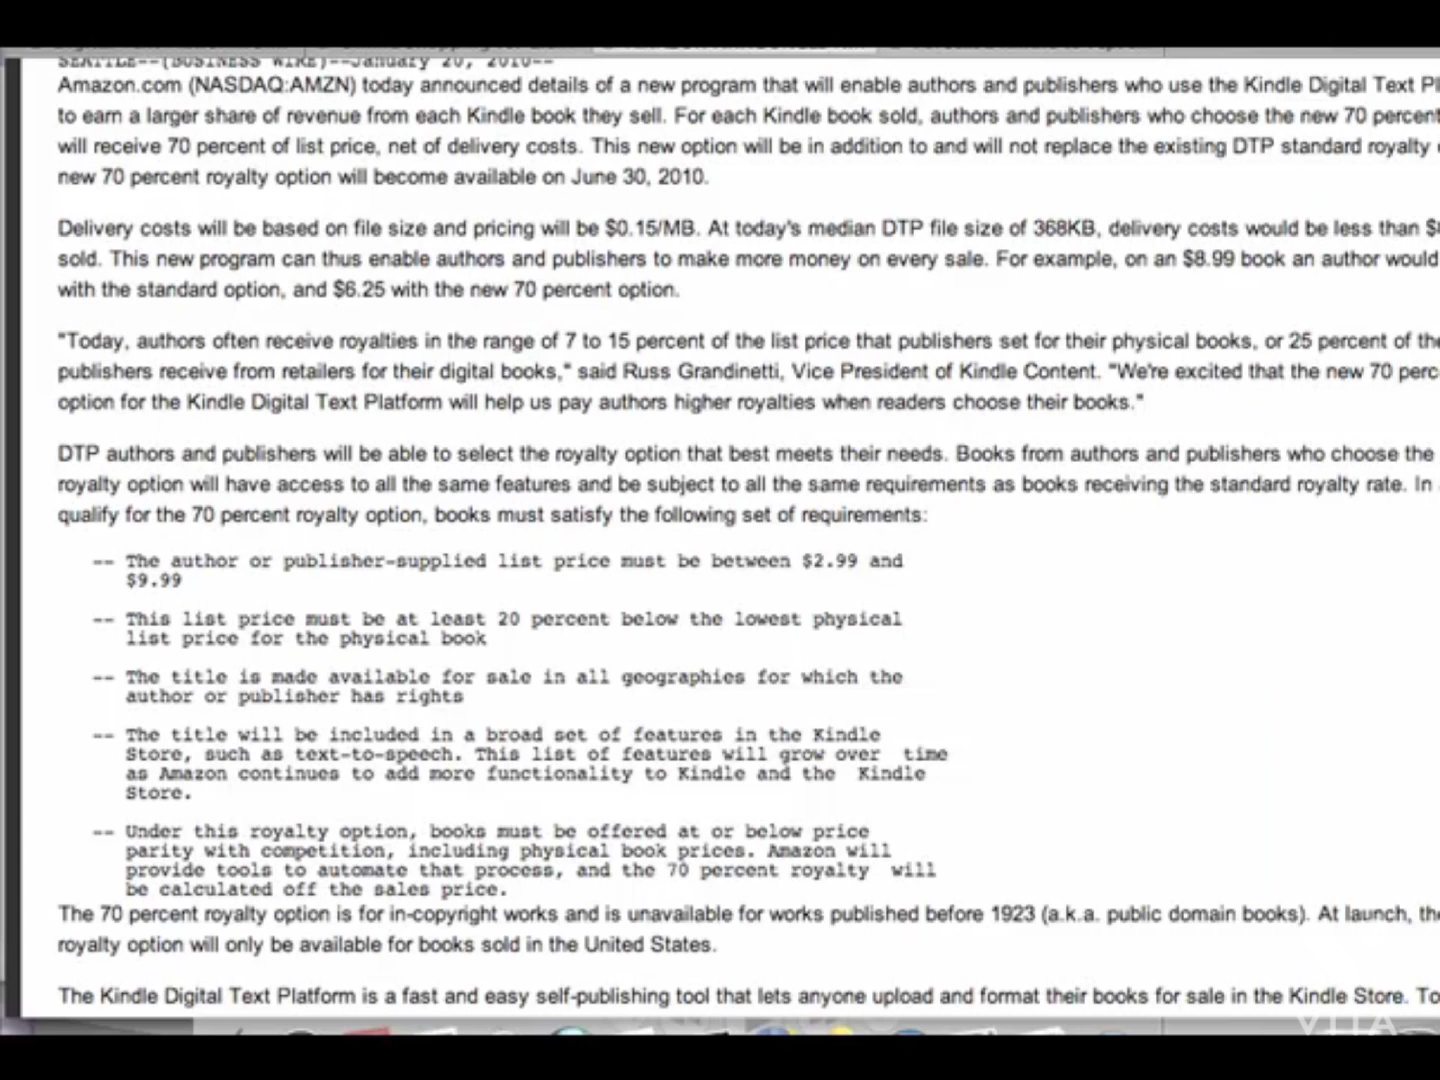 SEATTLE--(BUSINESS WIRE)--January 20, 2010--
Amazon.com (NASDAQ:AMZN) today announced details of a new program that will enable authors and publishers who use the Kindle Digital Text Pl
to earn a larger share of revenue from each Kindle book they sell. For each Kindle book sold, authors and publishers who choose the new 70 percent
will receive 70 percent of list price, net of delivery costs. This new option will be in addition to and will not replace the existing DTP standard royalty
new 70 percent royalty option will become available on June 30, 2010.
Delivery costs will be based on file size and pricing will be $0.15/MB. At today's median DTP file size of 368KB, delivery costs would be less than $
sold. This new program can thus enable authors and publishers to make more money on every sale. For example, on an $8.99 book an author would
with the standard option, and $6.25 with the new 70 percent option.
"Today, authors often receive royalties in the range of 7 to 15 percent of the list price that publishers set for their physical books, or 25 percent of the
publishers receive from retailers for their digital books," said Russ Grandinetti, Vice President of Kindle Content. "We're excited that the new 70 perc
option for the Kindle Digital Text Platform will help us pay authors higher royalties when readers choose their books."
DTP authors and publishers will be able to select the royalty option that best meets their needs. Books from authors and publishers who choose the
royalty option will have access to all the same features and be subject to all the same requirements as books receiving the standard royalty rate. In
qualify for the 70 percent royalty option, books must satisfy the following set of requirements:
-- The author or publisher-supplied list price must be between $2.99 and
$9.99
-- This list price must be at least 20 percent below the lowest physical
list price for the physical book
-- The title is made available for sale in all geographies for which the
author or publisher has rights
-- The title will be included in a broad set of features in the Kindle
Store, such as text-to-speech. This list of features will grow over time
as Amazon continues to add more functionality to Kindle and the Kindle
Store.
-- Under this royalty option, books must be offered at or below price
parity with competition, including physical book prices. Amazon will
provide tools to automate that process, and the 70 percent royalty will
be calculated off the sales price.
The 70 percent royalty option is for in-copyright works and is unavailable for works published before 1923 (a.k.a. public domain books). At launch, the
royalty option will only be available for books sold in the United States.
The Kindle Digital Text Platform is a fast and easy self-publishing tool that lets anyone upload and format their books for sale in the Kindle Store. To
VITA